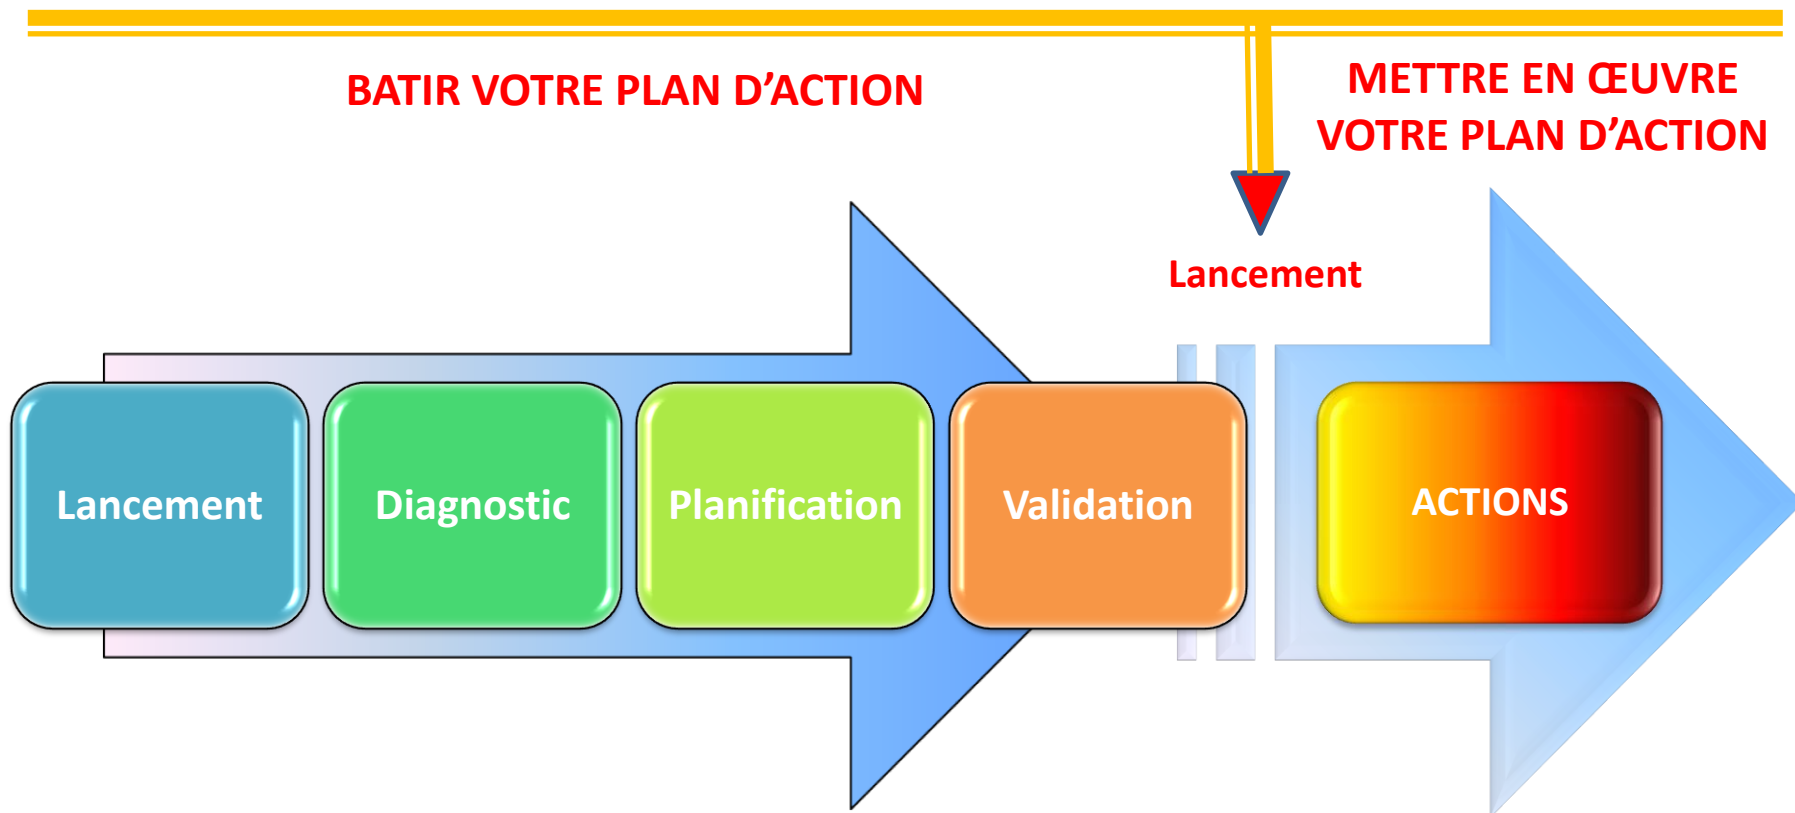 BATIR VOTRE PLAN D’ACTION
METTRE EN ŒUVRE
VOTRE PLAN D’ACTION
Lancement
Lancement
Diagnostic
Planification
Validation
ACTIONS